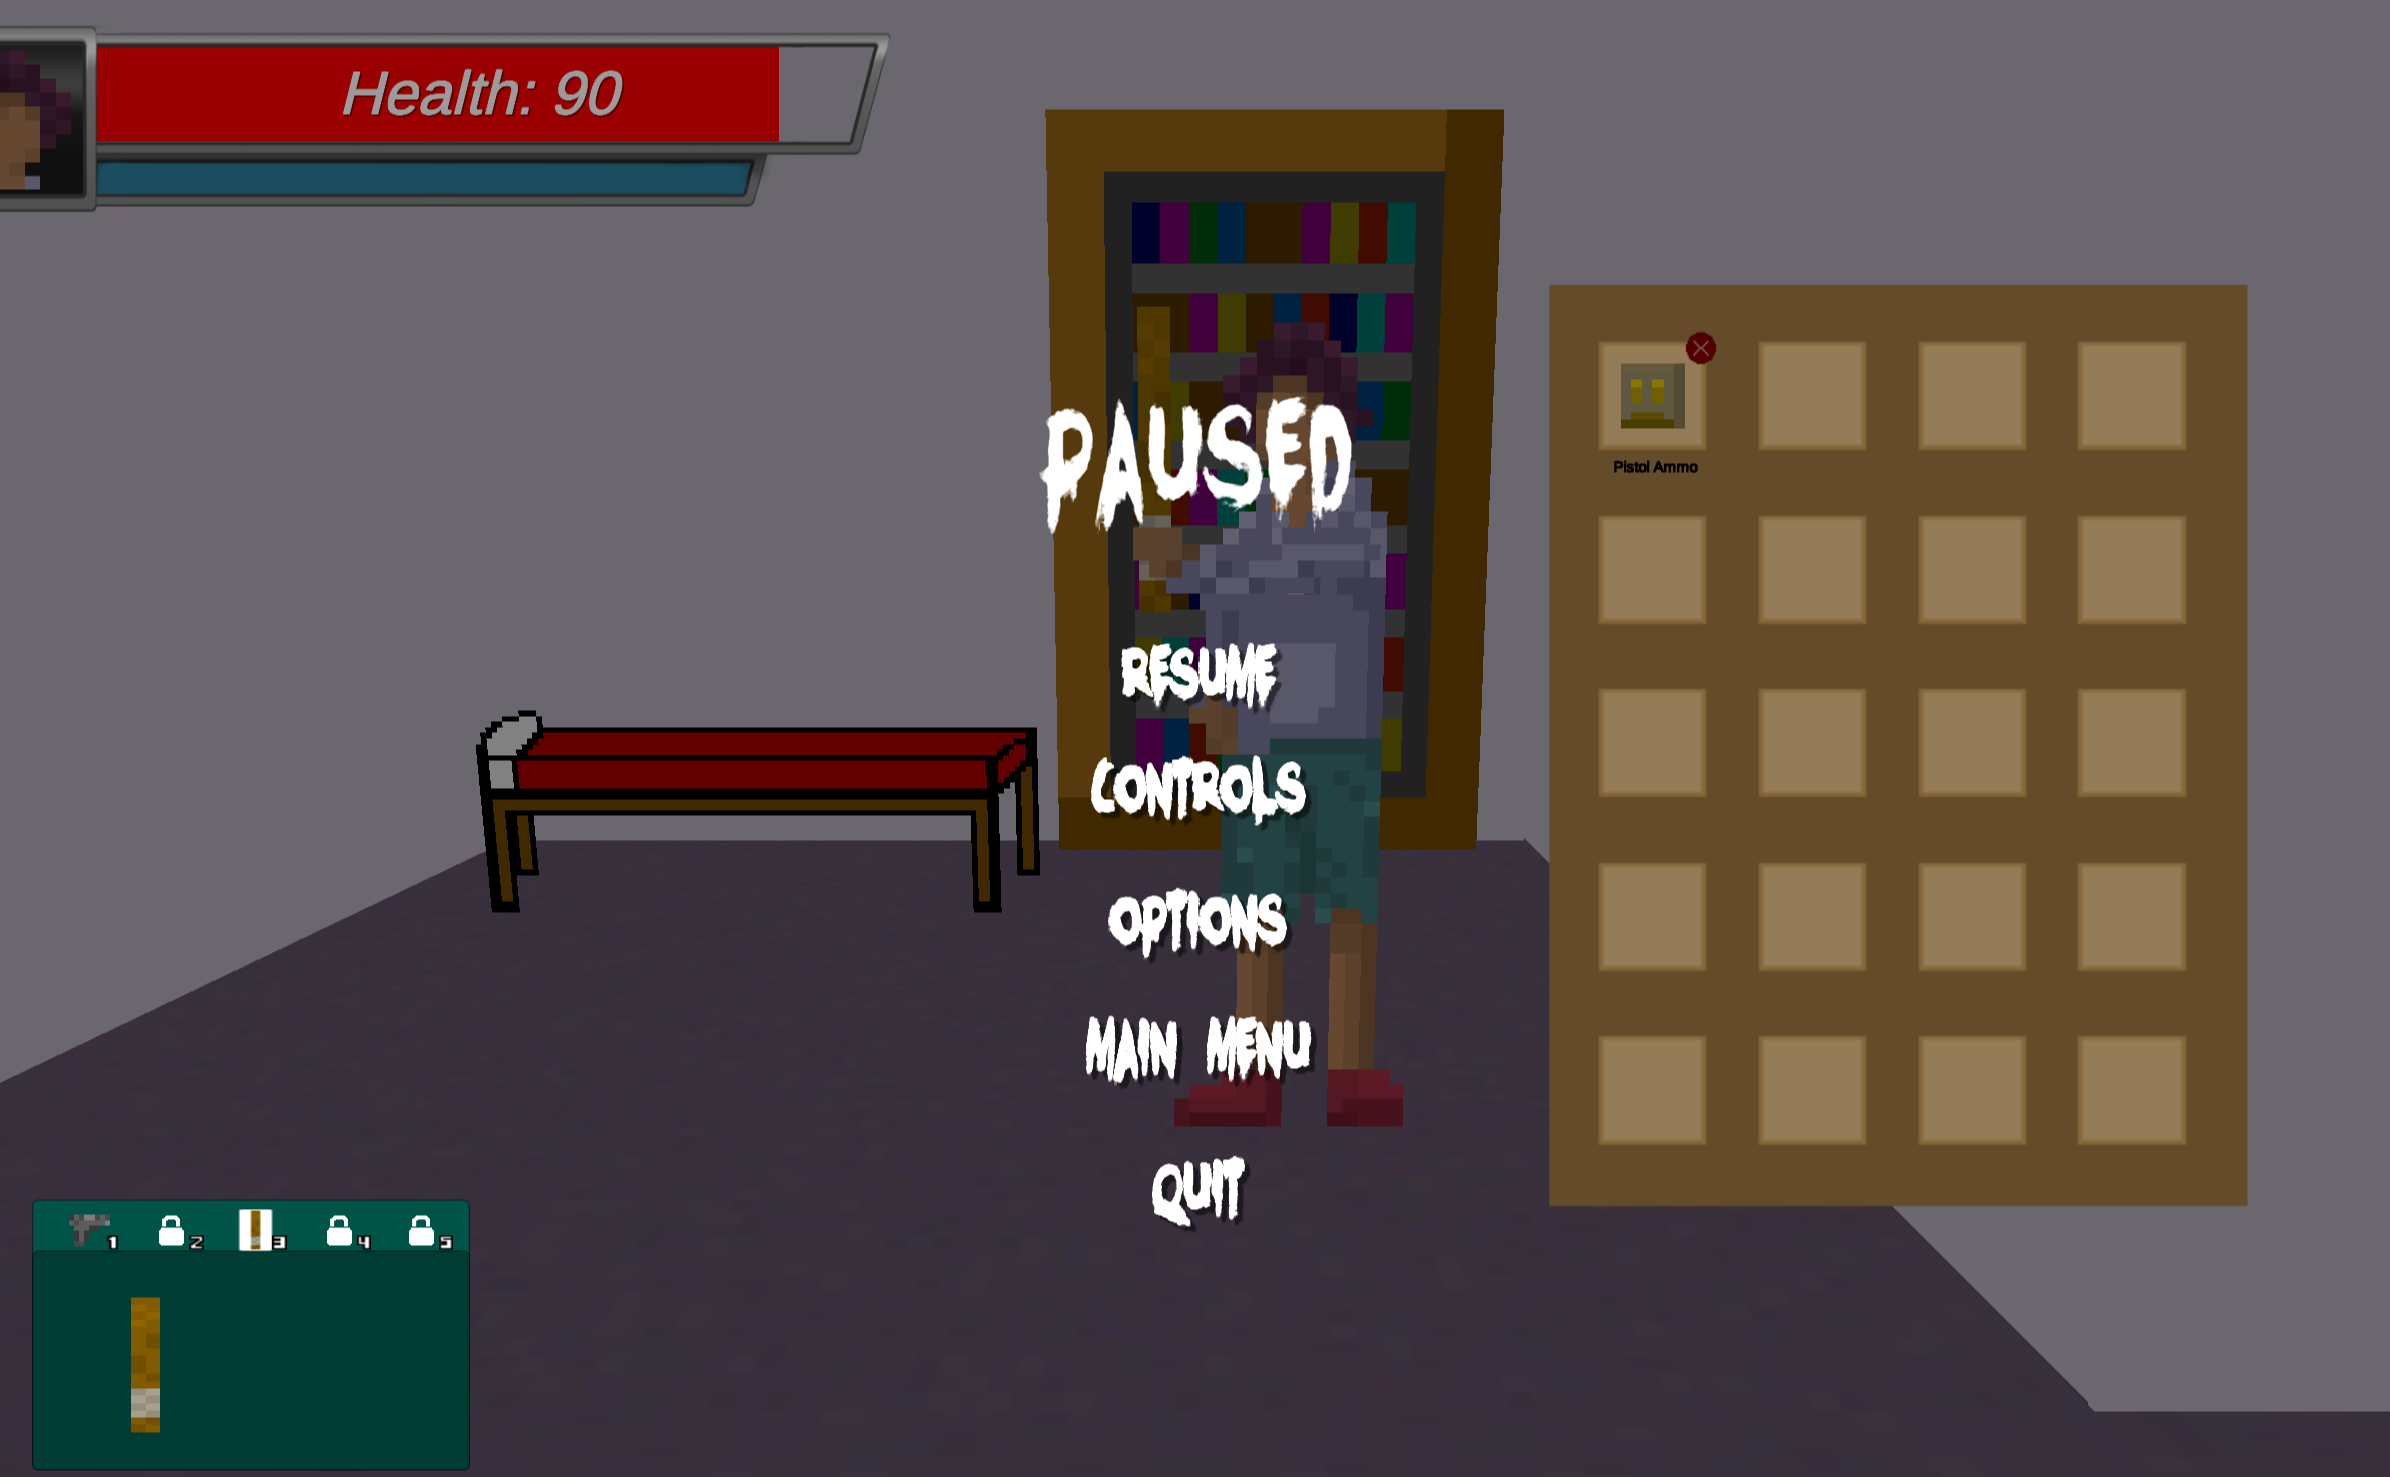 Health: 90
PAUSED
Pistol Ammo
RESUME
CONTROLS
OPTIONS
MAIN MENU
QUIT
1 2 3 4 5